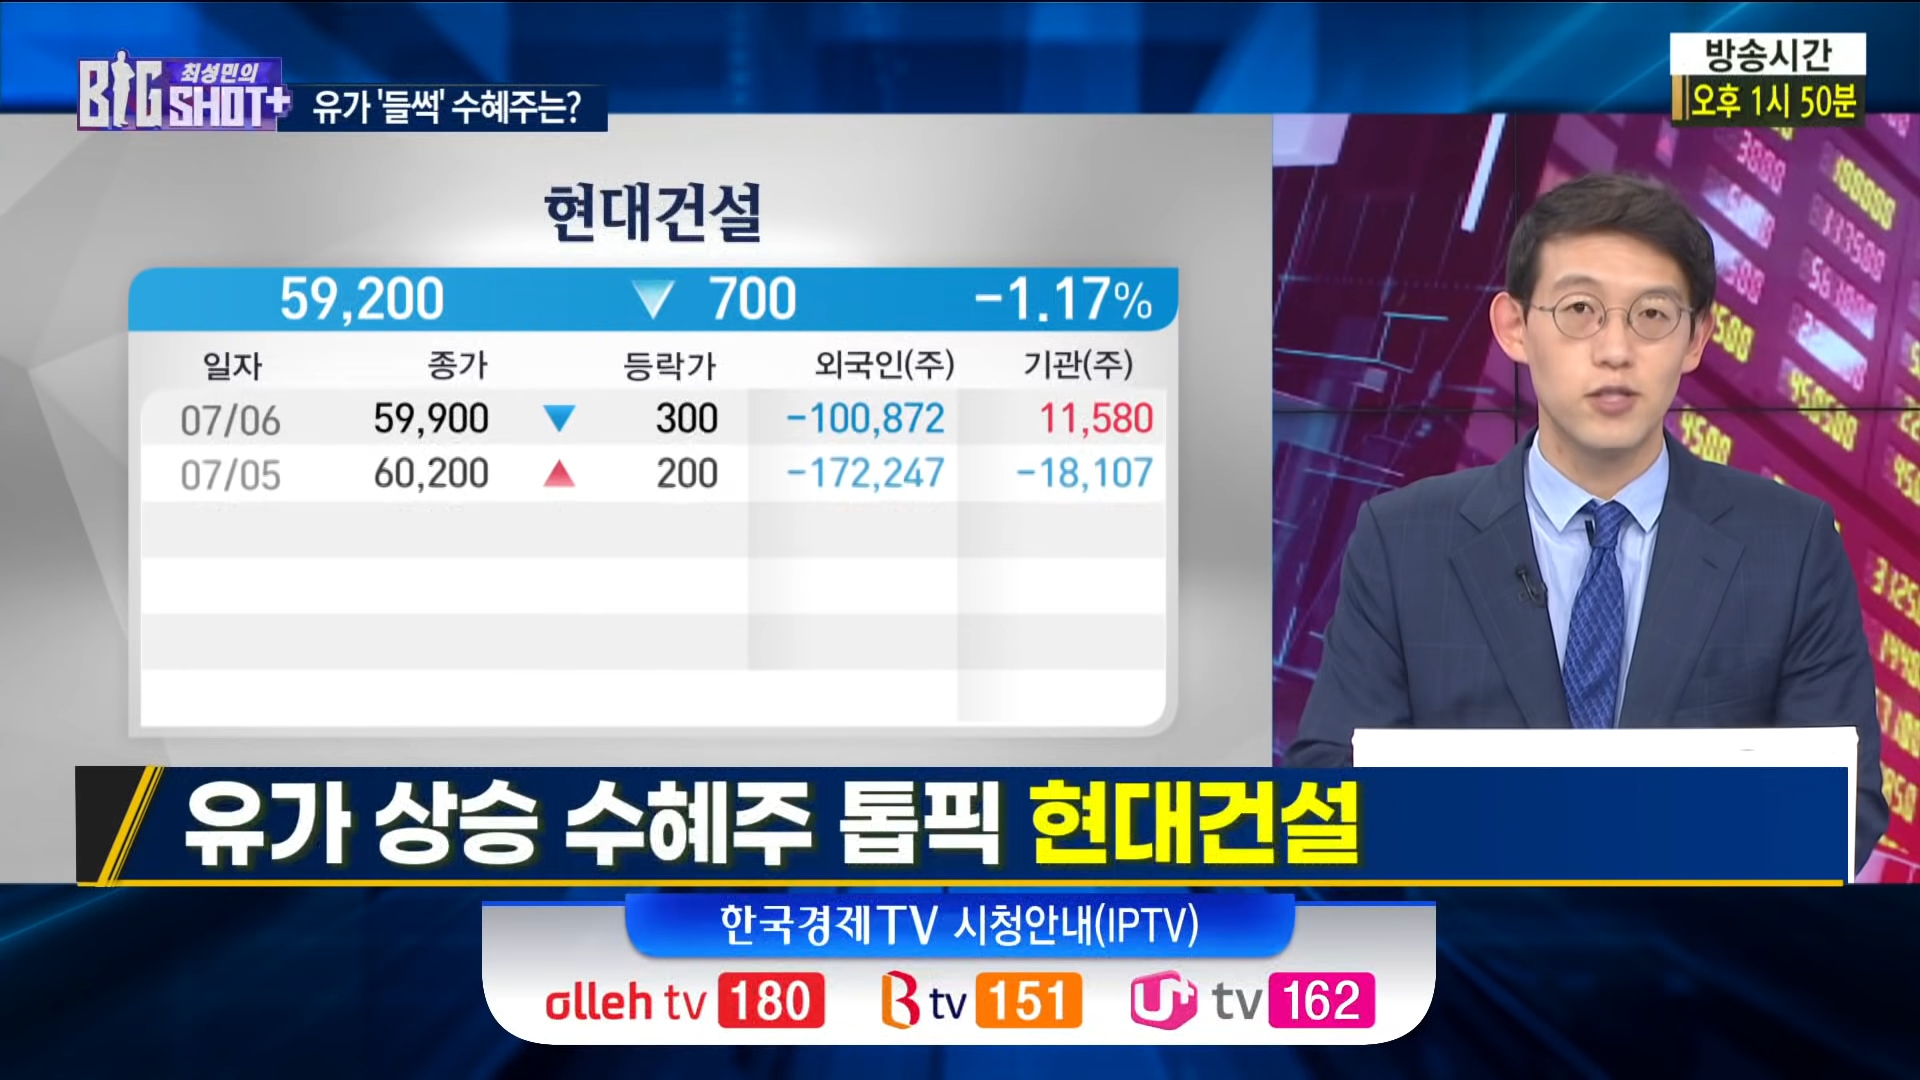 최성민의
BIG SHOT+
유가 '들썩' 수혜주는?
방송시간
오후 1시 50분
현대건설
59,200 ▼ 700 -1.17%
일자 종가 등락가 외국인(주) 기관(주)
07/06 59,900 ▼ 300 -100,872 11,580
07/05 60,200 ▲ 200 -172,247 -18,107
유가 상승 수혜주 톱픽 현대건설
한국경제TV 시청안내(IPTV)
olleh tv 180 B tv 151 U+ tv 162